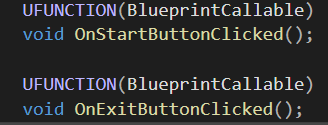 UFUNCTION(BlueprintCallable)
void OnStartButtonClicked();
UFUNCTION(BlueprintCallable)
void OnExitButtonClicked();